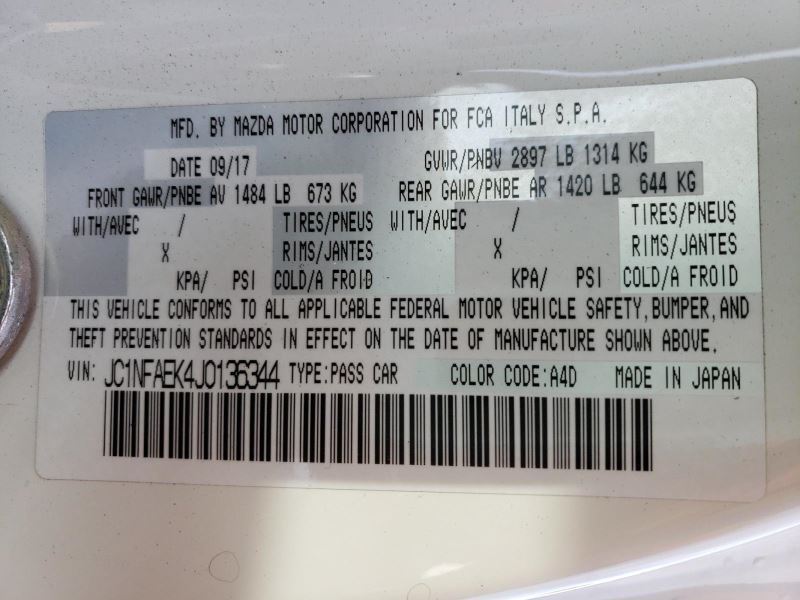 MFD. BY MAZDA MOTOR CORPORATION FOR FCA ITALY S.P.A.
DATE 09/17 GVWR/PNBV 2897 LB 1314 KG
FRONT GAWR/PNBE AV 1484 LB 673 KG REAR GAWR/PNBE AR 1420 LB 644 KG
WITH/AVEC / TIRES/PNEUS WITH/AVEC / TIRES/PNEUS
X RIMS/JANTES X RIMS/JANTES
KPA/ PSI COLD/A FROID KPA/ PSI COLD/A FROID
THIS VEHICLE CONFORMS TO ALL APPLICABLE FEDERAL MOTOR VEHICLE SAFETY, BUMPER, AND
THEFT PREVENTION STANDARDS IN EFFECT ON THE DATE OF MANUFACTURE SHOWN ABOVE.
VIN: JC1NFAEK4J0136344 TYPE:PASS CAR COLOR CODE:A4D MADE IN JAPAN